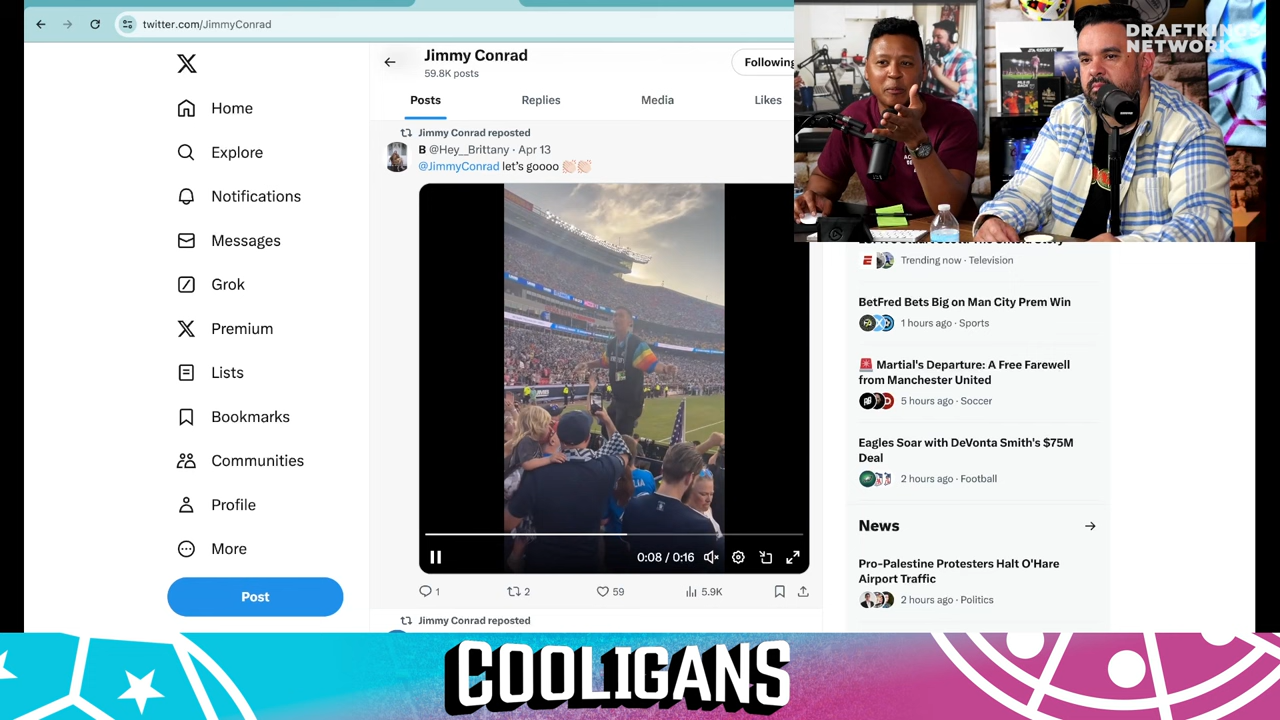 twitter.com/JimmyConrad
Jimmy Conrad
59.8K posts
Following
Posts
Replies
Media
Likes
Home
Explore
Notifications
Messages
Grok
Premium
Lists
Bookmarks
Communities
Profile
More
Post
Jimmy Conrad reposted
B @Hey__Brittany · Apr 13
@JimmyConrad let's goooo 👏🏻👏🏻
0:08 / 0:16
1
2
59
5.9K
Jimmy Conrad reposted
DRAFTKINGS
NETWORK
Trending now · Television
BetFred Bets Big on Man City Prem Win
1 hours ago · Sports
🚨 Martial's Departure: A Free Farewell
from Manchester United
5 hours ago · Soccer
Eagles Soar with DeVonta Smith's $75M
Deal
2 hours ago · Football
News
Pro-Palestine Protesters Halt O'Hare
Airport Traffic
2 hours ago · Politics
COOLIGANS